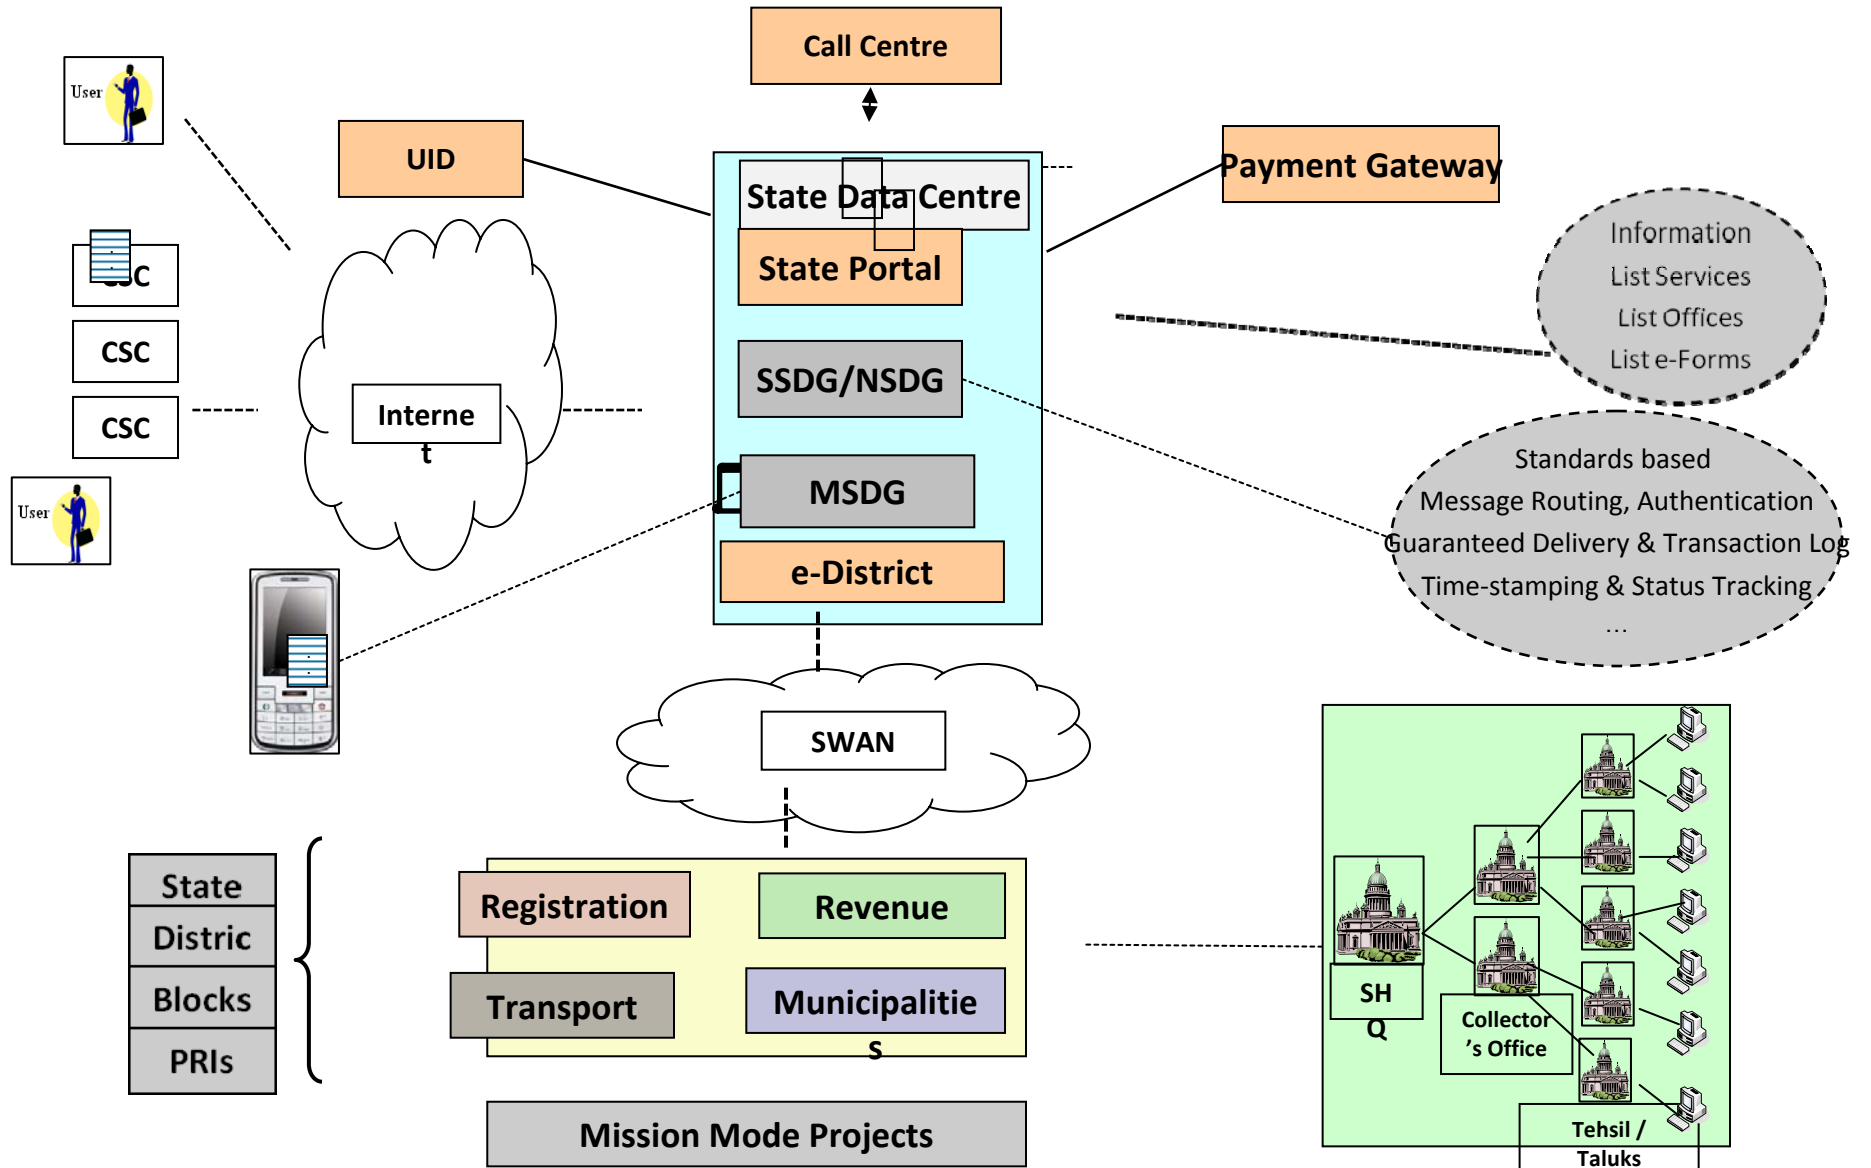 Call Centre
User
UID
Payment Gateway
State Data Centre
State Portal
Information
List Services
List Offices
List e-Forms
CSC
CSC
CSC
SSDG/NSDG
Interne
t
Standards based
Message Routing, Authentication
Guaranteed Delivery & Transaction Log
Time-stamping & Status Tracking
...
MSDG
User
e-District
SWAN
State
Distric
Blocks
PRIs
Registration
Revenue
Transport
Municipalitie
s
SH
Q
Collector
's Office
Tehsil /
Taluks
Mission Mode Projects